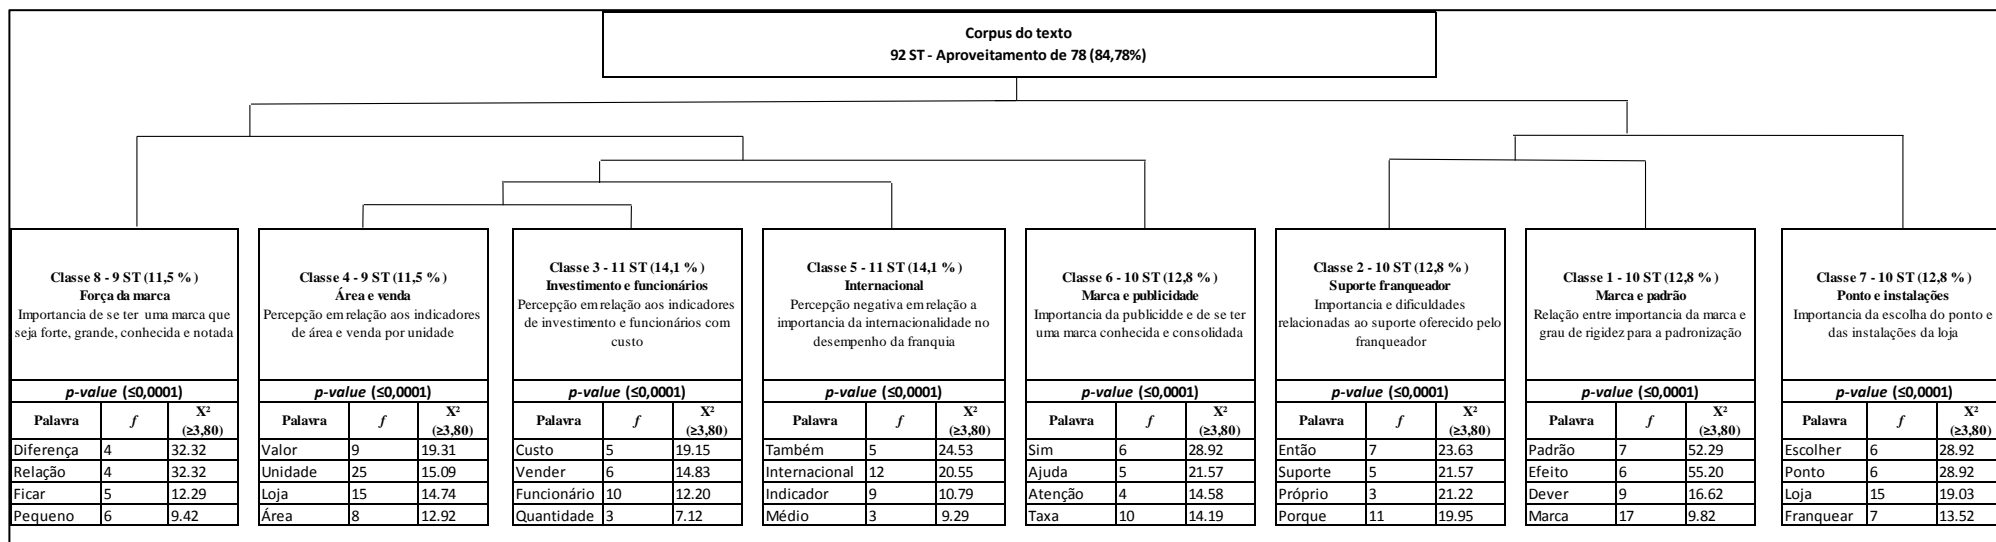 Corpus do texto
92 ST - Aproveitamento de 78 (84,78%)
Classe 8 - 9 ST (11,5 %)
Força da marca
Importancia de se ter uma marca que
seja forte, grande, conhecida e notada
p-value (≤0,0001)
Palavra f X² (≥3,80)
Diferença 4 32.32
Relação 4 32.32
Ficar 5 12.29
Pequeno 6 9.42
Classe 4 - 9 ST (11,5 %)
Área e venda
Percepção em relação aos indicadores
de área e venda por unidade
p-value (≤0,0001)
Palavra f X² (≥3,80)
Valor 9 19.31
Unidade 25 15.09
Loja 15 14.74
Área 8 12.92
Classe 3 - 11 ST (14,1 %)
Investimento e funcionários
Percepção em relação aos indicadores
de investimento e funcionários com
custo
p-value (≤0,0001)
Palavra f X² (≥3,80)
Custo 5 19.15
Vender 6 14.83
Funcionário 10 12.20
Quantidade 3 7.12
Classe 5 - 11 ST (14,1 %)
Internacional
Percepção negativa em relação a
importancia da internacionalidade no
desempenho da franquia
p-value (≤0,0001)
Palavra f X² (≥3,80)
Também 5 24.53
Internacional 12 20.55
Indicador 9 10.79
Médio 3 9.29
Classe 6 - 10 ST (12,8 %)
Marca e publicidade
Importancia da publicidde e de se ter
uma marca conhecida e consolidada
p-value (≤0,0001)
Palavra f X² (≥3,80)
Sim 6 28.92
Ajuda 5 21.57
Atenção 4 14.58
Taxa 10 14.19
Classe 2 - 10 ST (12,8 %)
Suporte franqueador
Importancia e dificuldades
relacionadas ao suporte oferecido pelo
franqueador
p-value (≤0,0001)
Palavra f X² (≥3,80)
Então 7 23.63
Suporte 5 21.57
Próprio 3 21.22
Porque 11 19.95
Classe 1 - 10 ST (12,8 %)
Marca e padrão
Relação entre importancia da marca e
grau de rigidez para a padronização
p-value (≤0,0001)
Palavra f X² (≥3,80)
Padrão 7 52.29
Efeito 6 55.20
Dever 9 16.62
Marca 17 9.82
Classe 7 - 10 ST (12,8 %)
Ponto e instalações
Importancia da escolha do ponto e
das instalações da loja
p-value (≤0,0001)
Palavra f X² (≥3,80)
Escolher 6 28.92
Ponto 6 28.92
Loja 15 19.03
Franquear 7 13.52